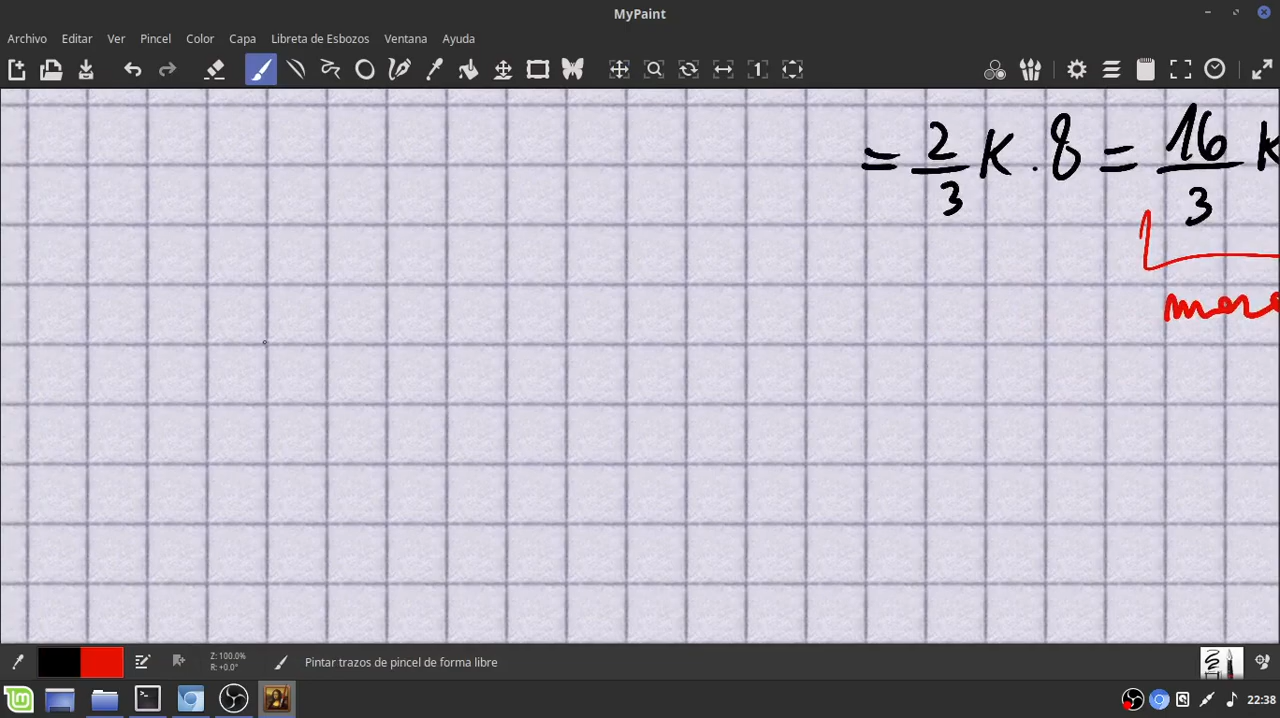 MyPaint
Archivo Editar Ver Pincel Color Capa Libreta de Esbozos Ventana Ayuda
= 2/3 K . 8 = 16/3 K
Z: 100.0%
R: +0.0°
Pintar trazos de pincel de forma libre
22:38